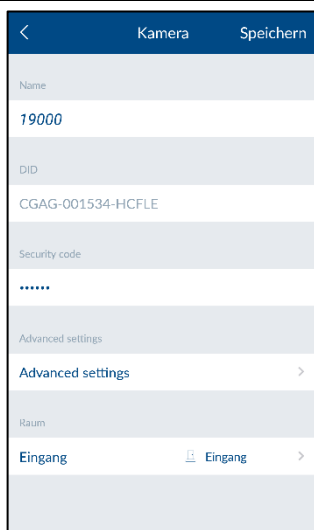 Kamera Speichern
Name
19000
DID
CGAG-001534-HCFLE
Security code
••••••
Advanced settings
Advanced settings
Raum
Eingang Eingang